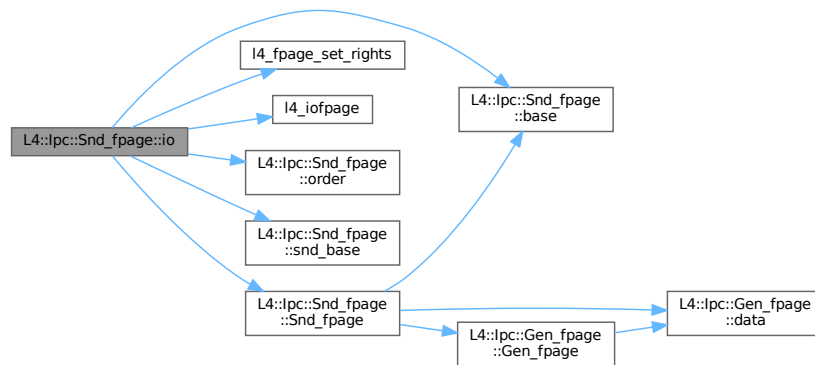 L4::Ipc::Snd_fpage::io
l4_fpage_set_rights
l4_iofpage
L4::Ipc::Snd_fpage
::order
L4::Ipc::Snd_fpage
::snd_base
L4::Ipc::Snd_fpage
::Snd_fpage
L4::Ipc::Snd_fpage
::base
L4::Ipc::Gen_fpage
::Gen_fpage
L4::Ipc::Gen_fpage
::data